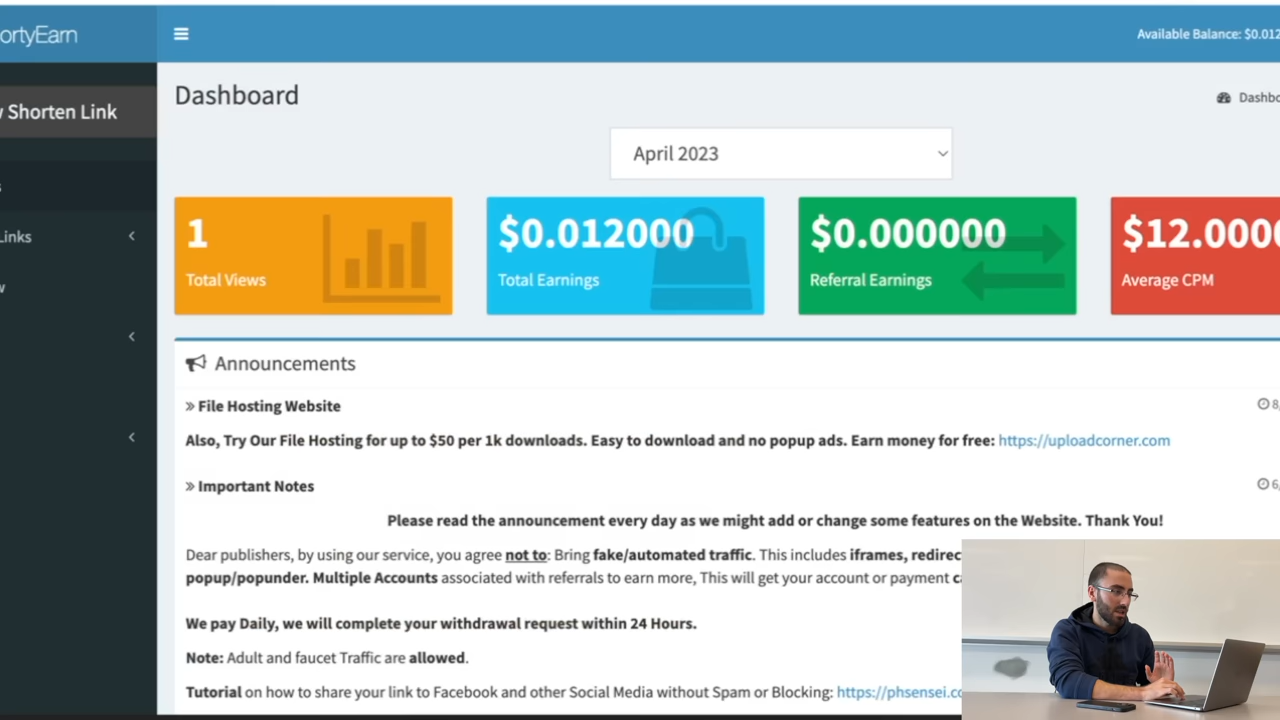 ortyEarn
Available Balance: $0.012
Dashboard
Shorten Link
Dashbo
April 2023
s
1
$0.012000
$0.000000
$12.000
Links
Total Views
Total Earnings
Referral Earnings
Average CPM
w
Announcements
» File Hosting Website
8,
Also, Try Our File Hosting for up to $50 per 1k downloads. Easy to download and no popup ads. Earn money for free: https://uploadcorner.com
» Important Notes
6,
Please read the announcement every day as we might add or change some features on the Website. Thank You!
Dear publishers, by using our service, you agree not to: Bring fake/automated traffic. This includes iframes, redirec
popup/popunder. Multiple Accounts associated with referrals to earn more, This will get your account or payment c
We pay Daily, we will complete your withdrawal request within 24 Hours.
Note: Adult and faucet Traffic are allowed.
Tutorial on how to share your link to Facebook and other Social Media without Spam or Blocking: https://phsensei.co